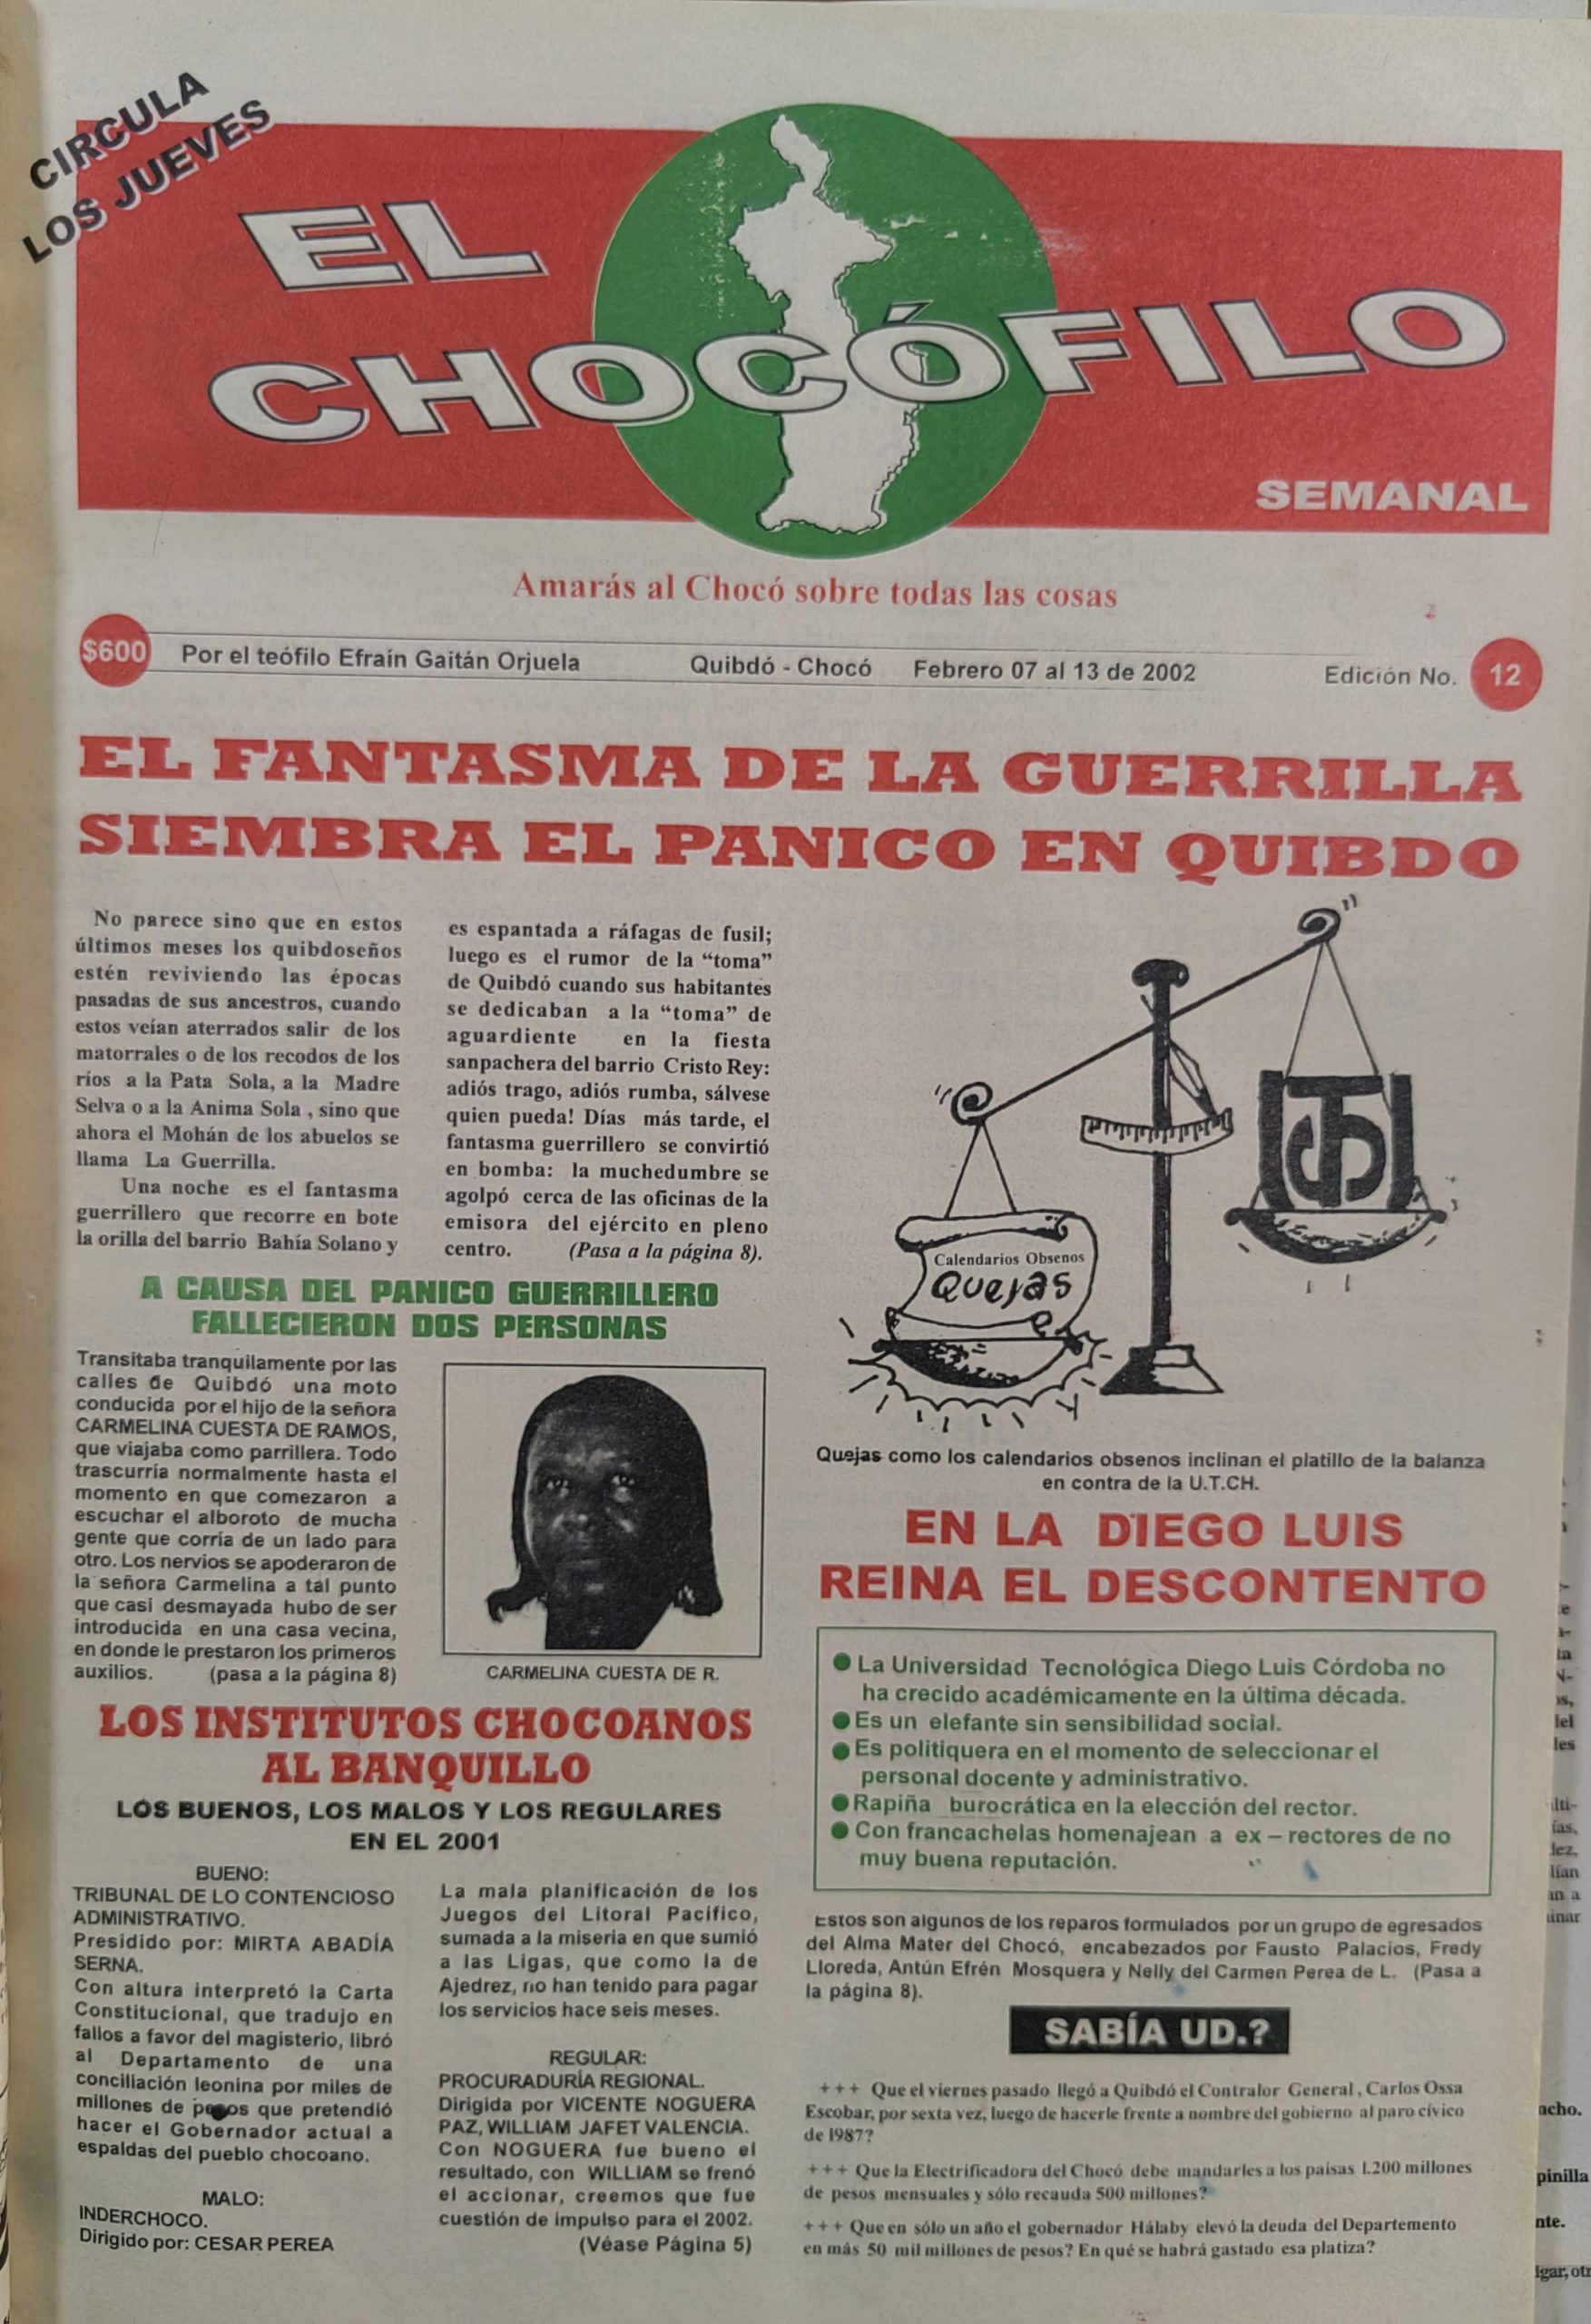 CIRCULA
LOS JUEVES
EL
CHOCÓFILO
SEMANAL
Amarás al Chocó sobre todas las cosas
$600 Por el teófilo Efraín Gaitán Orjuela Quibdó - Chocó Febrero 07 al 13 de 2002 Edición No. 12
EL FANTASMA DE LA GUERRILLA
SIEMBRA EL PANICO EN QUIBDO
No parece sino que en estos
últimos meses los quibdoseños
estén reviviendo las épocas
pasadas de sus ancestros, cuando
estos veían aterrados salir de los
matorrales o de los recodos de los
ríos a la Pata Sola, a la Madre
Selva o a la Anima Sola , sino que
ahora el Mohán de los abuelos se
llama La Guerrilla.
Una noche es el fantasma
guerrillero que recorre en bote
la orilla del barrio Bahía Solano y
es espantada a ráfagas de fusil;
luego es el rumor de la “toma”
de Quibdó cuando sus habitantes
se dedicaban a la “toma” de
aguardiente en la fiesta
sanpachera del barrio Cristo Rey:
adiós trago, adiós rumba, sálvese
quien pueda! Días más tarde, el
fantasma guerrillero se convirtió
en bomba: la muchedumbre se
agolpó cerca de las oficinas de la
emisora del ejército en pleno
centro. (Pasa a la página 8).
A CAUSA DEL PANICO GUERRILLERO
FALLECIERON DOS PERSONAS
Transitaba tranquilamente por las
calles de Quibdó una moto
conducida por el hijo de la señora
CARMELINA CUESTA DE RAMOS,
que viajaba como parrillera. Todo
trascurría normalmente hasta el
momento en que comezaron a
escuchar el alboroto de mucha
gente que corría de un lado para
otro. Los nervios se apoderaron de
la señora Carmelina a tal punto
que casi desmayada hubo de ser
introducida en una casa vecina,
en donde le prestaron los primeros
auxilios. (pasa a la página 8)
CARMELINA CUESTA DE R.
LOS INSTITUTOS CHOCOANOS
AL BANQUILLO
LOS BUENOS, LOS MALOS Y LOS REGULARES
EN EL 2001
BUENO:
TRIBUNAL DE LO CONTENCIOSO
ADMINISTRATIVO.
Presidido por: MIRTA ABADÍA
SERNA.
Con altura interpretó la Carta
Constitucional, que tradujo en
fallos a favor del magisterio, libró
al Departamento de una
conciliación leonina por miles de
millones de pesos que pretendió
hacer el Gobernador actual a
espaldas del pueblo chocoano.
MALO:
INDERCHOCO.
Dirigido por: CESAR PEREA
La mala planificación de los
Juegos del Litoral Pacífico,
sumada a la miseria en que sumió
a las Ligas, que como la de
Ajedrez, no han tenido para pagar
los servicios hace seis meses.
REGULAR:
PROCURADURÍA REGIONAL.
Dirigida por VICENTE NOGUERA
PAZ, WILLIAM JAFET VALENCIA.
Con NOGUERA fue bueno el
resultado, con WILLIAM se frenó
el accionar, creemos que fue
cuestión de impulso para el 2002.
(Véase Página 5)
Calendarios Obsenos
Quejas
Quejas como los calendarios obsenos inclinan el platillo de la balanza
en contra de la U.T.CH.
EN LA DIEGO LUIS
REINA EL DESCONTENTO
● La Universidad Tecnológica Diego Luis Córdoba no
ha crecido académicamente en la última década.
● Es un elefante sin sensibilidad social.
● Es politiquera en el momento de seleccionar el
personal docente y administrativo.
● Rapiña burocrática en la elección del rector.
● Con francachelas homenajean a ex – rectores de no
muy buena reputación.
Estos son algunos de los reparos formulados por un grupo de egresados
del Alma Mater del Chocó, encabezados por Fausto Palacios, Fredy
Lloreda, Antún Efrén Mosquera y Nelly del Carmen Perea de L. (Pasa a
la página 8).
SABÍA UD.?
+++ Que el viernes pasado llegó a Quibdó el Contralor General , Carlos Ossa
Escobar, por sexta vez, luego de hacerle frente a nombre del gobierno al paro cívico
de 1987?
+++ Que la Electrificadora del Chocó debe mandarles a los paisas 1.200 millones
de pesos mensuales y sólo recauda 500 millones?
+++ Que en sólo un año el gobernador Hálaby elevó la deuda del Departemento
en más 50 mil millones de pesos? En qué se habrá gastado esa platiza?